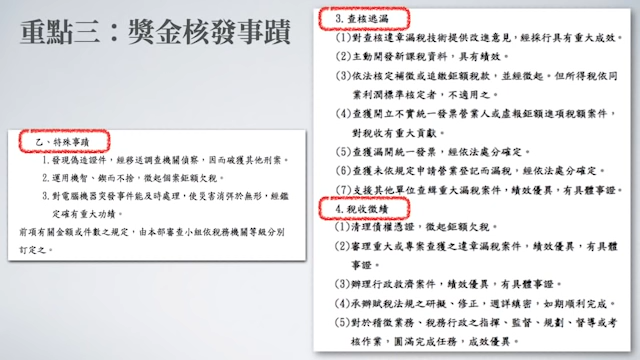 重點三：獎金核發事蹟
乙、特殊事蹟
1.發現偽造證件，經移送調查機關偵察，因而破獲其他刑案。
2.運用機智、鍥而不捨，徵起個案鉅額欠稅。
3.對電腦機器突發事件能及時處理，使災害消弭於無形，經鑑
定確有重大功績。
前項有關金額或件數之規定，由本部審查小組依稅務機關等級分別
訂定之。
3.查核逃漏
(1)對查核違章漏稅技術提供改進意見，經採行具有重大成效。
(2)主動開發新課稅資料，具有績效。
(3)依法核定補徵或追繳鉅額稅款，並經徵起。但所得稅依同
業利潤標準核定者，不適用之。
(4)查獲開立不實統一發票營業人或虛報鉅額進項稅額案件，
對稅收有重大貢獻。
(5)查獲漏開統一發票，經依法處分確定。
(6)查獲未依規定申請營業登記而漏稅，經依法處分確定。
(7)支援其他單位查緝重大漏稅案件，績效優異，有具體事證。
4.稅收徵績
(1)清理債權憑證，徵起鉅額欠稅。
(2)審理重大或專案查獲之違章漏稅案件，績效優異，有具體
事證。
(3)辦理行政救濟案件，績效優異，有具體事證。
(4)承辦賦稅法規之研擬、修正，週詳縝密，如期順利完成。
(5)對於稽徵業務、稅務行政之指揮、監督、規劃、督導或考
核作業，圓滿完成任務，成效優異。